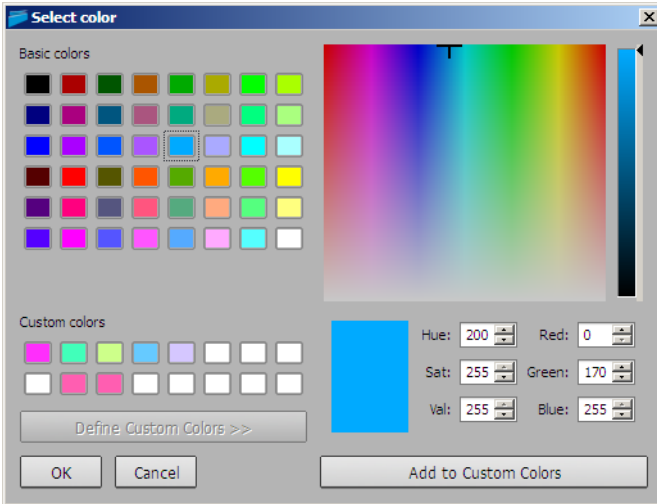 Select color
Basic colors
Custom colors
Define Custom Colors >>
OK
Cancel
Hue: 200
Red: 0
Sat: 255
Green: 170
Val: 255
Blue: 255
Add to Custom Colors